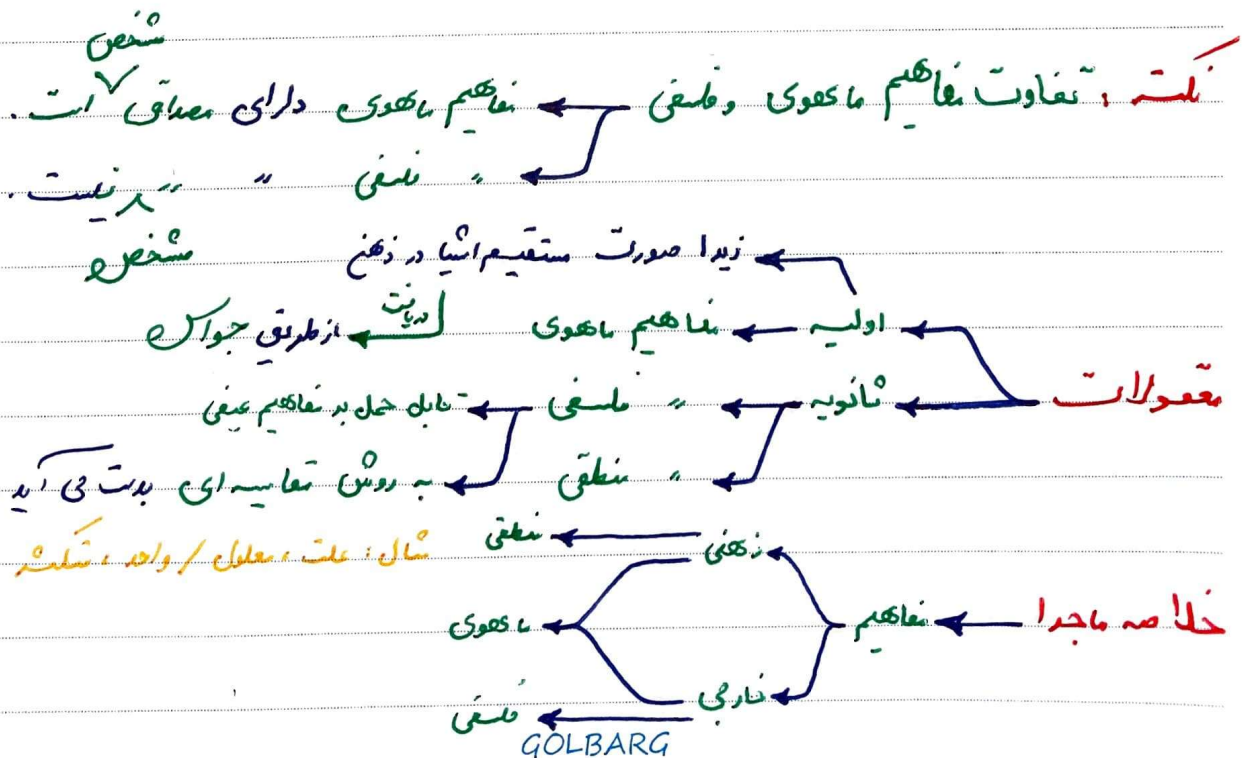 مشخص
نکته : تفاوت مفاهیم ماهوی و فلسفی ← مفاهیم ماهوی دارای مصداق ∨ است .
← 〃 فلسفی 〃 〃 ∧ نیست .
مشخص
زیرا صورت مستقیم اشیا در ذهن
معقولات ← اولیه ← مفاهیم ماهوی دریافت ← از طریق حواس
← ثانویه ← 〃 فلسفی ← قابل حمل بر مفاهیم عینی
← 〃 منطقی ← به روش مقایسه ای بدست می آید
مثال : علت ، معلول / واحد ،
ذهنی ← منطقی
خلاصه ماجرا ← مفاهیم ← ماهوی
خارجی ← فلسفی
GOLBARG